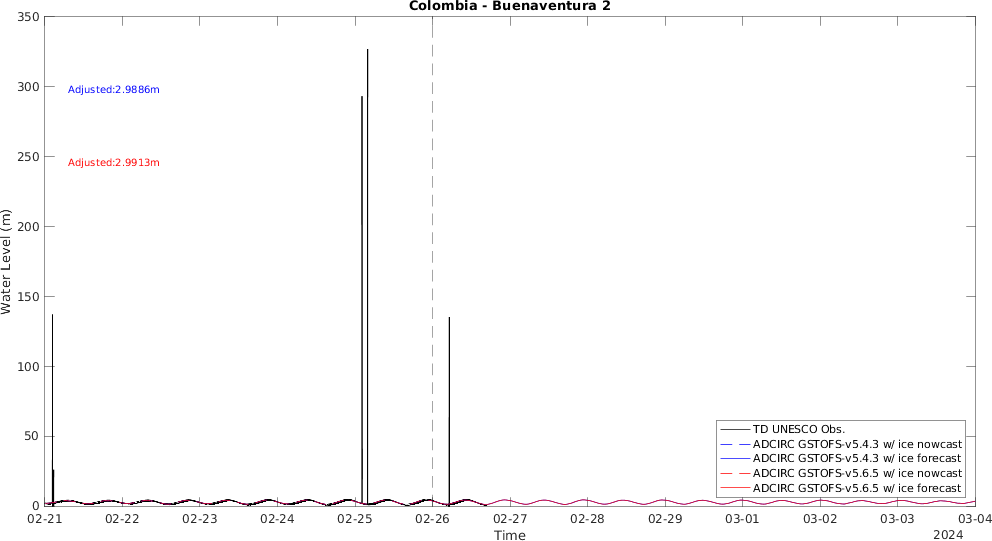 Colombia - Buenaventura 2
350
300
250
200
150
100
50
0
Water Level (m)
Adjusted:2.9886m
Adjusted:2.9913m
TD UNESCO Obs.
ADCIRC GSTOFS-v5.4.3 w/ ice nowcast
ADCIRC GSTOFS-v5.4.3 w/ ice forecast
ADCIRC GSTOFS-v5.6.5 w/ ice nowcast
ADCIRC GSTOFS-v5.6.5 w/ ice forecast
02-21 02-22 02-23 02-24 02-25 02-26 02-27 02-28 02-29 03-01 03-02 03-03 03-04
Time
2024